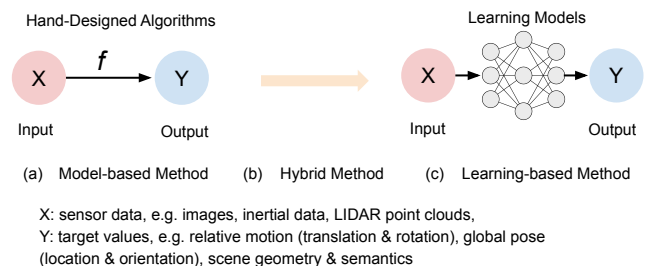 Hand-Designed Algorithms
Learning Models
X
f
Y
X
Y
Input
Output
Input
Output
(a) Model-based Method
(b) Hybrid Method
(c) Learning-based Method
X: sensor data, e.g. images, inertial data, LIDAR point clouds,
Y: target values, e.g. relative motion (translation & rotation), global pose
(location & orientation), scene geometry & semantics